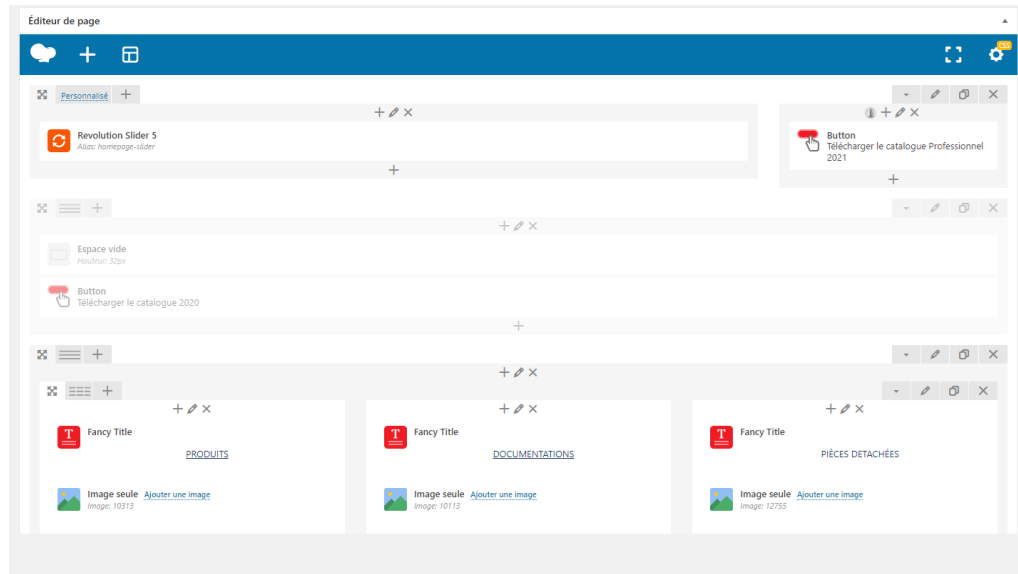 Éditeur de page
CSS
Personnalisé
Revolution Slider 5
Alias: homepage-slider
Button
Télécharger le catalogue Professionnel
2021
Espace vide
Hauteur: 32px
Button
Télécharger le catalogue 2020
Fancy Title
PRODUITS
Image seule Ajouter une image
Image: 10313
Fancy Title
DOCUMENTATIONS
Image seule Ajouter une image
Image: 10113
Fancy Title
PIÈCES DETACHÉES
Image seule Ajouter une image
Image: 12755